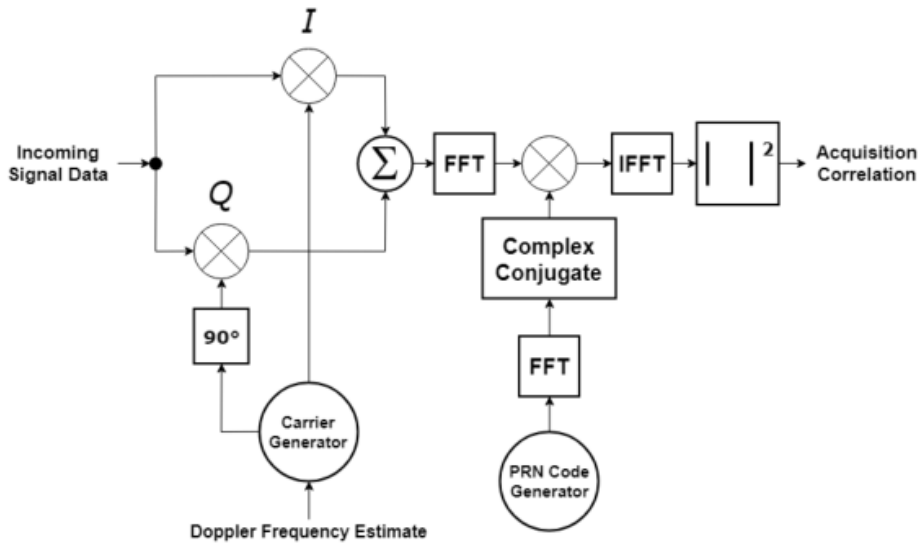 I
Incoming
Signal Data
Q
Σ
FFT
IFFT
| |²
Acquisition
Correlation
Complex
Conjugate
90°
FFT
Carrier
Generator
PRN Code
Generator
Doppler Frequency Estimate